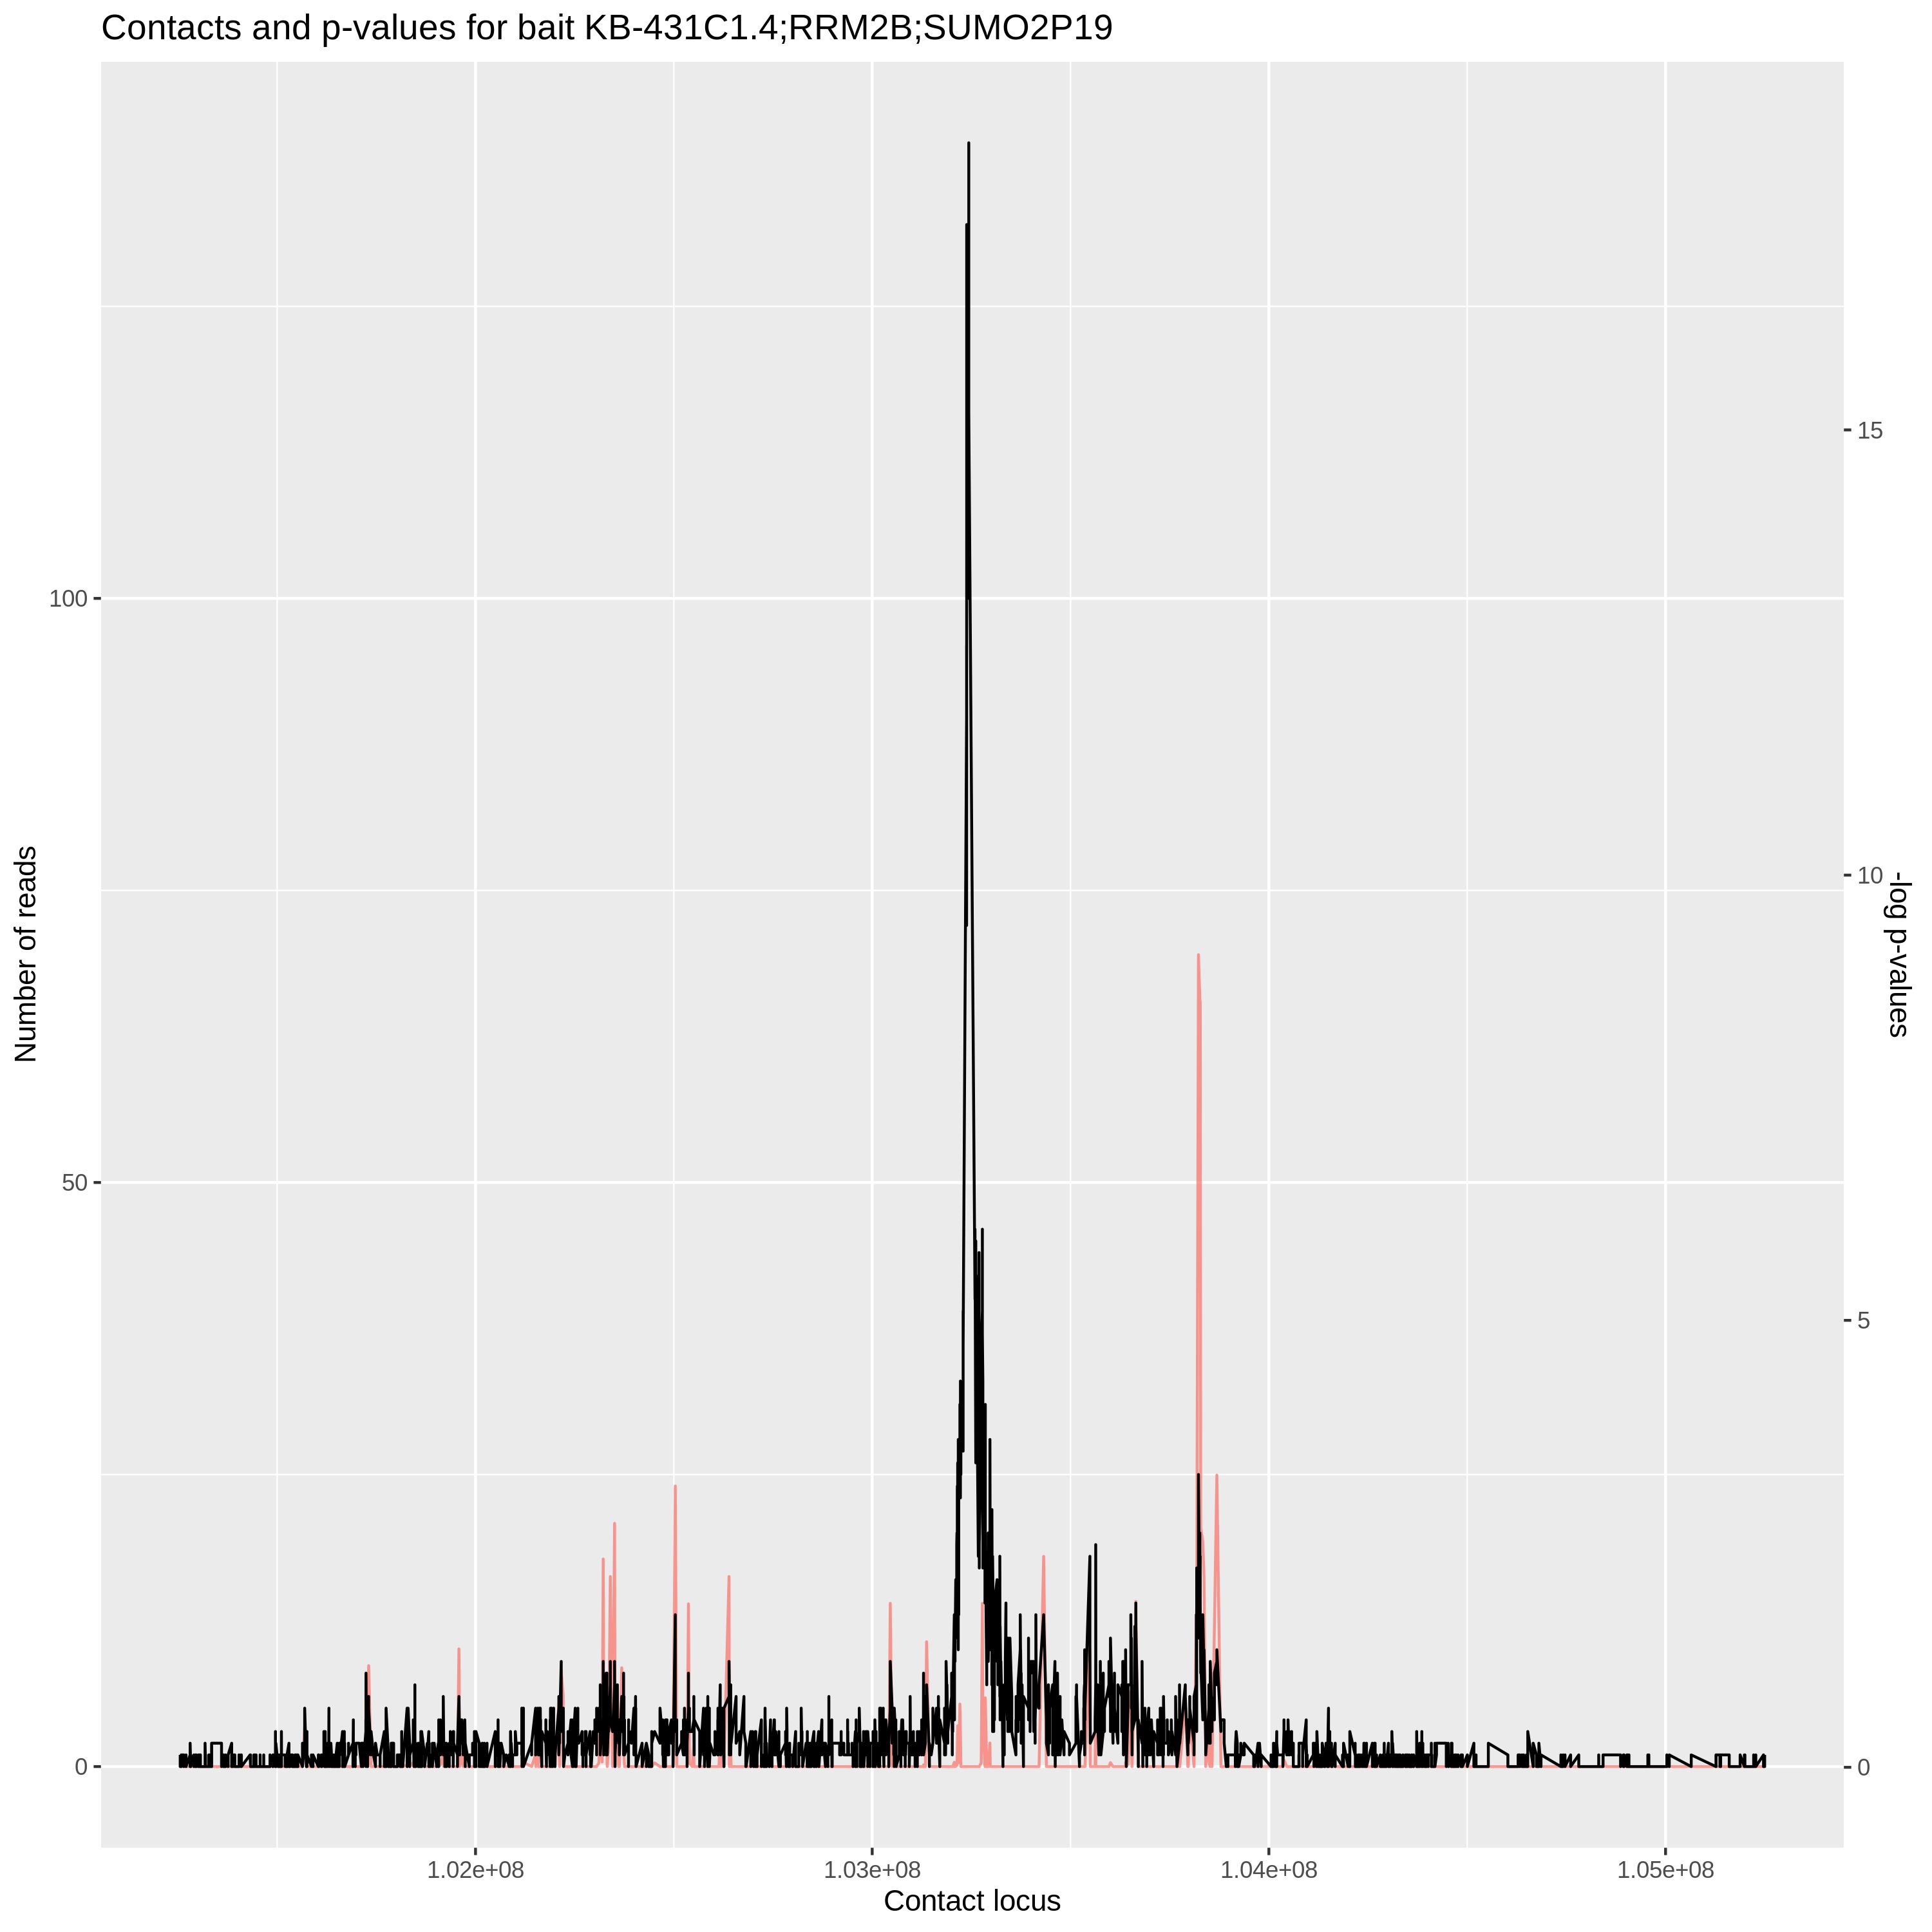 Contacts and p-values for bait KB-431C1.4;RRM2B;SUMO2P19
Number of reads
100
50
0
15
10
5
0
-log p-values
1.02e+08 1.03e+08 1.04e+08 1.05e+08
Contact locus